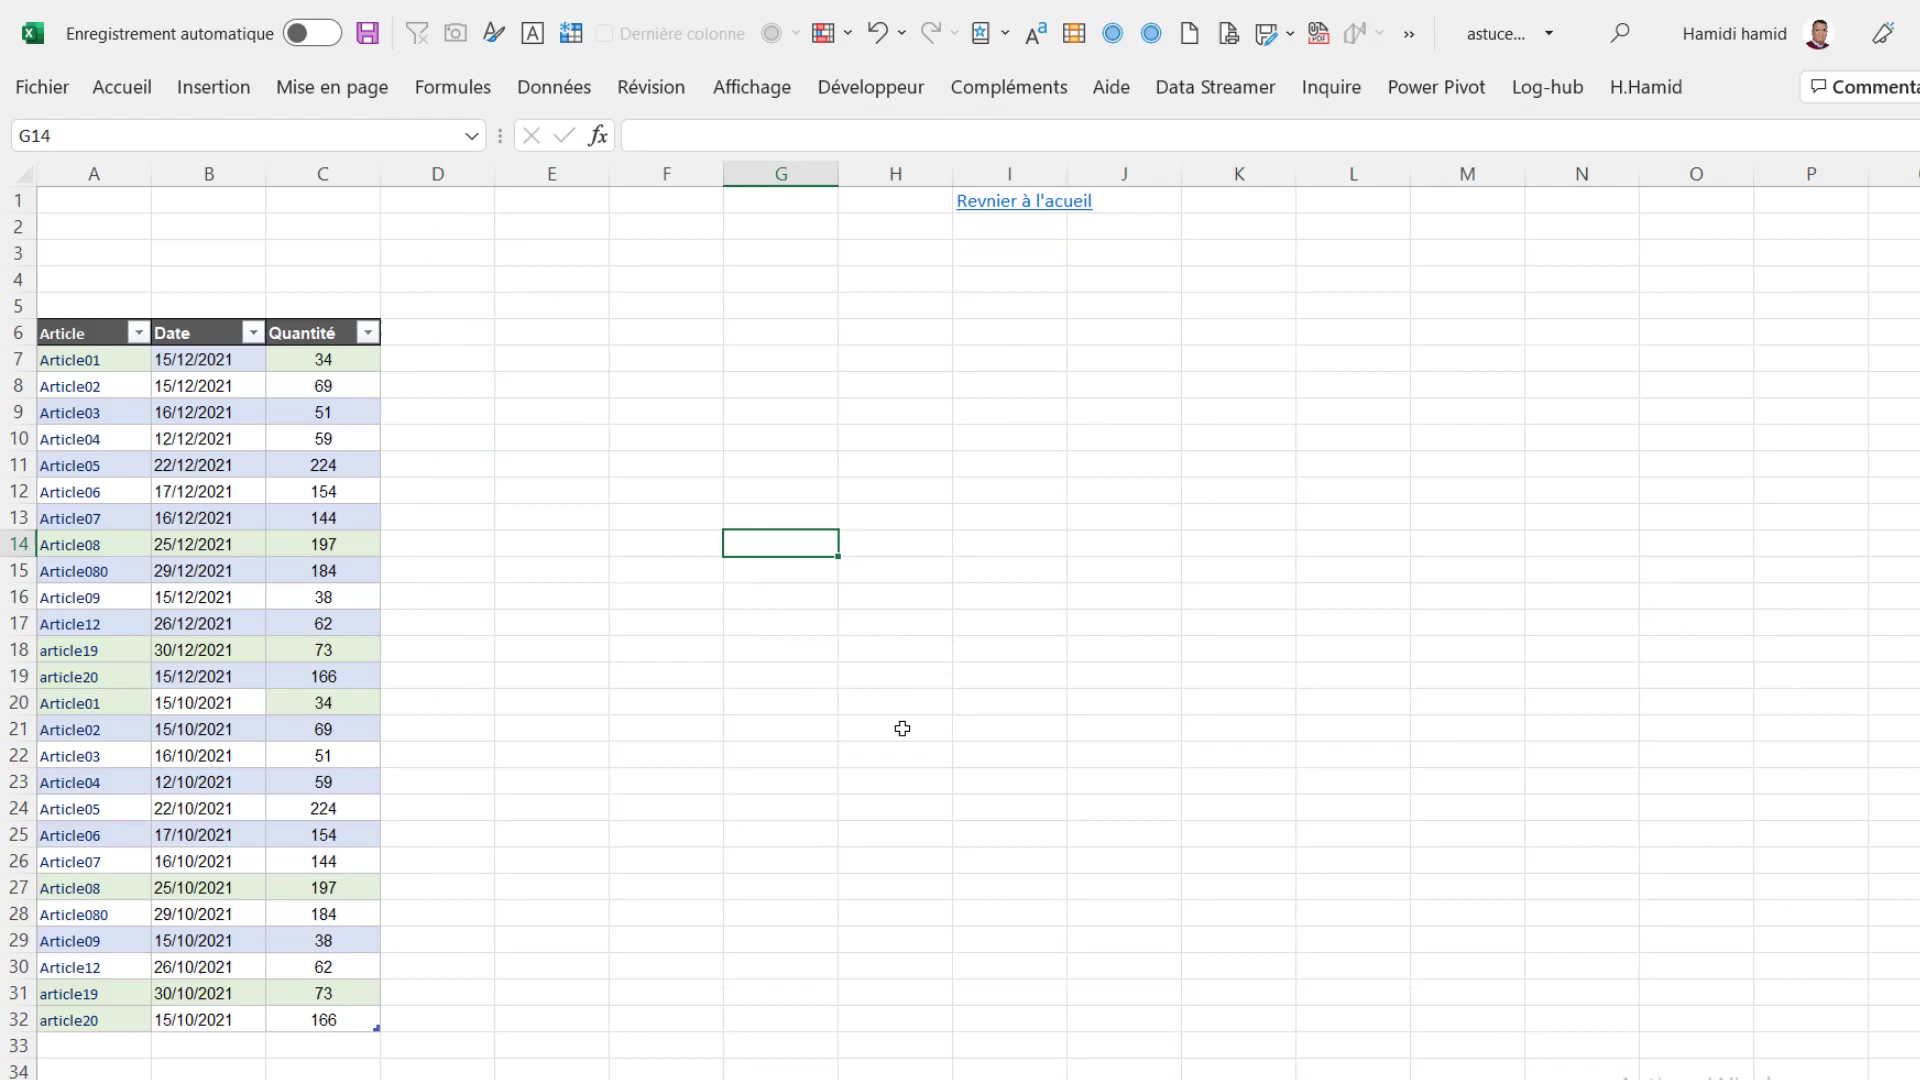 Enregistrement automatique Dernière colonne astuce... Hamidi hamid
Fichier Accueil Insertion Mise en page Formules Données Révision Affichage Développeur Compléments Aide Data Streamer Inquire Power Pivot Log-hub H.Hamid Commenta
G14 fx
A B C D E F G H I J K L M N O P
1 Revnier à l'acueil
2
3
4
5
6 Article Date Quantité
7 Article01 15/12/2021 34
8 Article02 15/12/2021 69
9 Article03 16/12/2021 51
10 Article04 12/12/2021 59
11 Article05 22/12/2021 224
12 Article06 17/12/2021 154
13 Article07 16/12/2021 144
14 Article08 25/12/2021 197
15 Article080 29/12/2021 184
16 Article09 15/12/2021 38
17 Article12 26/12/2021 62
18 article19 30/12/2021 73
19 article20 15/12/2021 166
20 Article01 15/10/2021 34
21 Article02 15/10/2021 69
22 Article03 16/10/2021 51
23 Article04 12/10/2021 59
24 Article05 22/10/2021 224
25 Article06 17/10/2021 154
26 Article07 16/10/2021 144
27 Article08 25/10/2021 197
28 Article080 29/10/2021 184
29 Article09 15/10/2021 38
30 Article12 26/10/2021 62
31 article19 30/10/2021 73
32 article20 15/10/2021 166
33
34